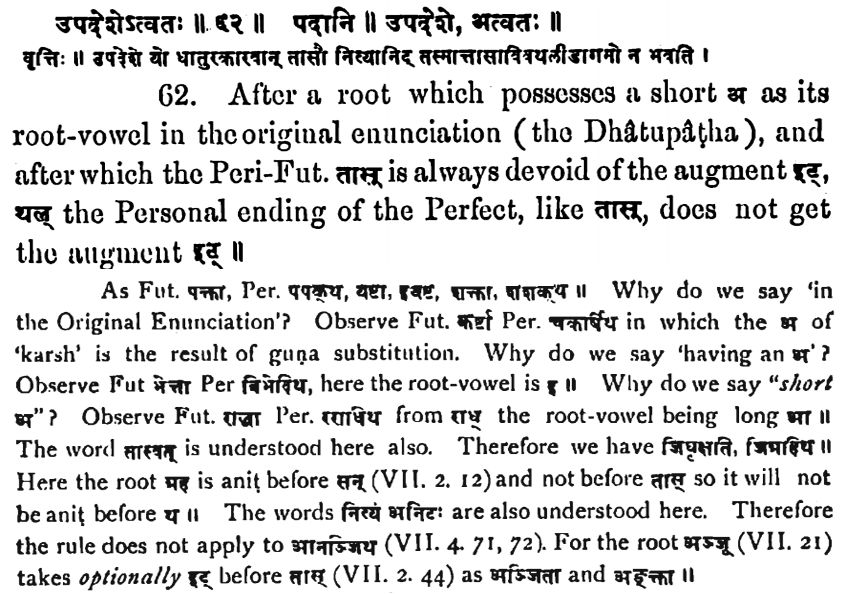 उपदेशेऽत्वतः ॥ ६२ ॥ पदानि ॥ उपदेशे, अत्वतः ॥
वृत्तिः ॥ उपदेशे यो धातुरकारवान् तासौ नित्यानिट् तस्मात्तासाविवथलीडागमो न भवति ।
62. After a root which possesses a short अ as its
root-vowel in the original enunciation (the Dhâtupâṭha), and
after which the Peri-Fut. तास् is always devoid of the augment इट्,
थल् the Personal ending of the Perfect, like तास्, does not get
the augment इट् ॥
As Fut. पक्ता, Per. पपक्थ, यष्टा, इयष्ट, शक्ता, शशक्थ ॥ Why do we say 'in
the Original Enunciation'? Observe Fut. कर्ष्टा Per. चकर्षिथ in which the अ of
'karsh' is the result of guṇa substitution. Why do we say 'having an अ'?
Observe Fut भेत्ता Per बिभेदिथ, here the root-vowel is इ ॥ Why do we say "short
अ"? Observe Fut. राद्धा Per. रराधिथ from राध् the root-vowel being long आ ॥
The word तास्वत् is understood here also. Therefore we have जिघृक्षति, जग्रहिथ ॥
Here the root ग्रह is aniṭ before सन् (VII. 2. 12) and not before तास् so it will not
be aniṭ before थ ॥ The words नित्यं अनिटः are also understood here. Therefore
the rule does not apply to आनञ्जिथ (VII. 4. 71, 72). For the root अञ्जू (VII. 21)
takes optionally इट् before तास् (VII. 2. 44) as अञ्जिता and अङ्क्ता ॥